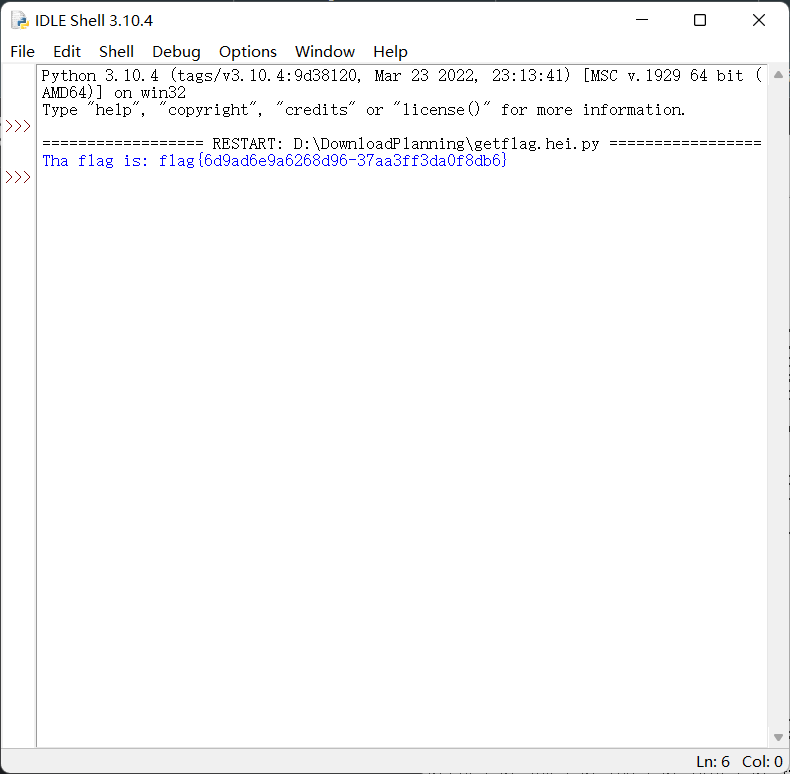 IDLE Shell 3.10.4
File Edit Shell Debug Options Window Help
Python 3.10.4 (tags/v3.10.4:9d38120, Mar 23 2022, 23:13:41) [MSC v.1929 64 bit (
AMD64)] on win32
Type "help", "copyright", "credits" or "license()" for more information.
>>>
================== RESTART: D:\DownloadPlanning\getflag.hei.py =================
Tha flag is: flag{6d9ad6e9a6268d96-37aa3ff3da0f8db6}
>>>
Ln: 6 Col: 0